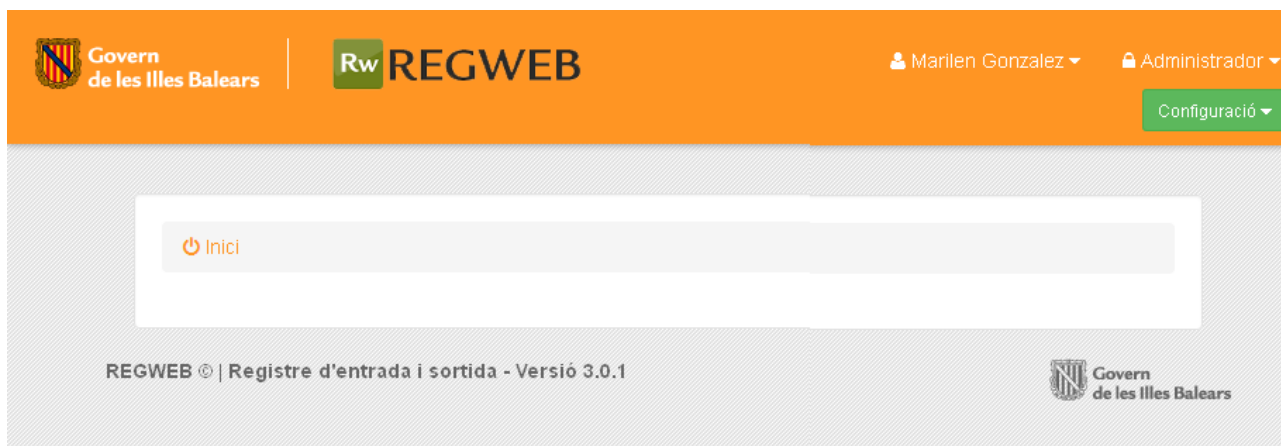 Govern
de les Illes Balears
Rw REGWEB
Marilen Gonzalez
Administrador
Configuració
Inici
REGWEB © | Registre d'entrada i sortida - Versió 3.0.1
Govern
de les Illes Balears